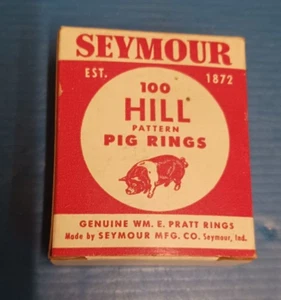 SEYMOUR
EST. 1872
100
HILL
PATTERN
PIG RINGS
GENUINE WM. E. PRATT RINGS
Made by SEYMOUR MFG. CO. Seymour, Ind.